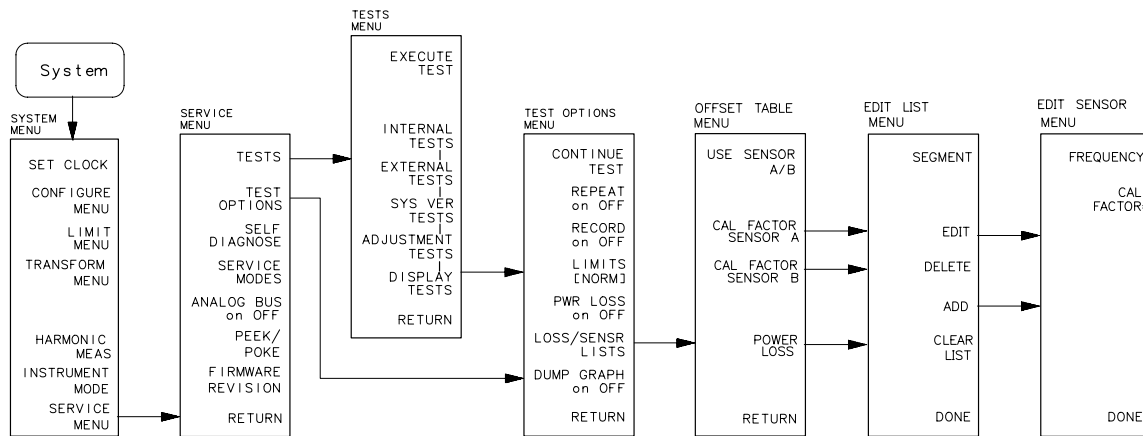 System
SYSTEM
MENU
SET CLOCK
CONFIGURE
MENU
LIMIT
MENU
TRANSFORM
MENU
HARMONIC
MEAS
INSTRUMENT
MODE
SERVICE
MENU
SERVICE
MENU
TESTS
TEST
OPTIONS
SELF
DIAGNOSE
SERVICE
MODES
ANALOG BUS
on OFF
PEEK/
POKE
FIRMWARE
REVISION
RETURN
TESTS
MENU
EXECUTE
TEST
INTERNAL
TESTS
EXTERNAL
TESTS
SYS VER
TESTS
ADJUSTMENT
TESTS
DISPLAY
TESTS
RETURN
TEST OPTIONS
MENU
CONTINUE
TEST
REPEAT
on OFF
RECORD
on OFF
LIMITS
[NORM]
PWR LOSS
on OFF
LOSS/SENSR
LISTS
DUMP GRAPH
on OFF
RETURN
OFFSET TABLE
MENU
USE SENSOR
A/B
CAL FACTOR
SENSOR A
CAL FACTOR
SENSOR B
POWER
LOSS
RETURN
EDIT LIST
MENU
SEGMENT
EDIT
DELETE
ADD
CLEAR
LIST
DONE
EDIT SENSOR
MENU
FREQUENCY
CAL
FACTOR
DONE